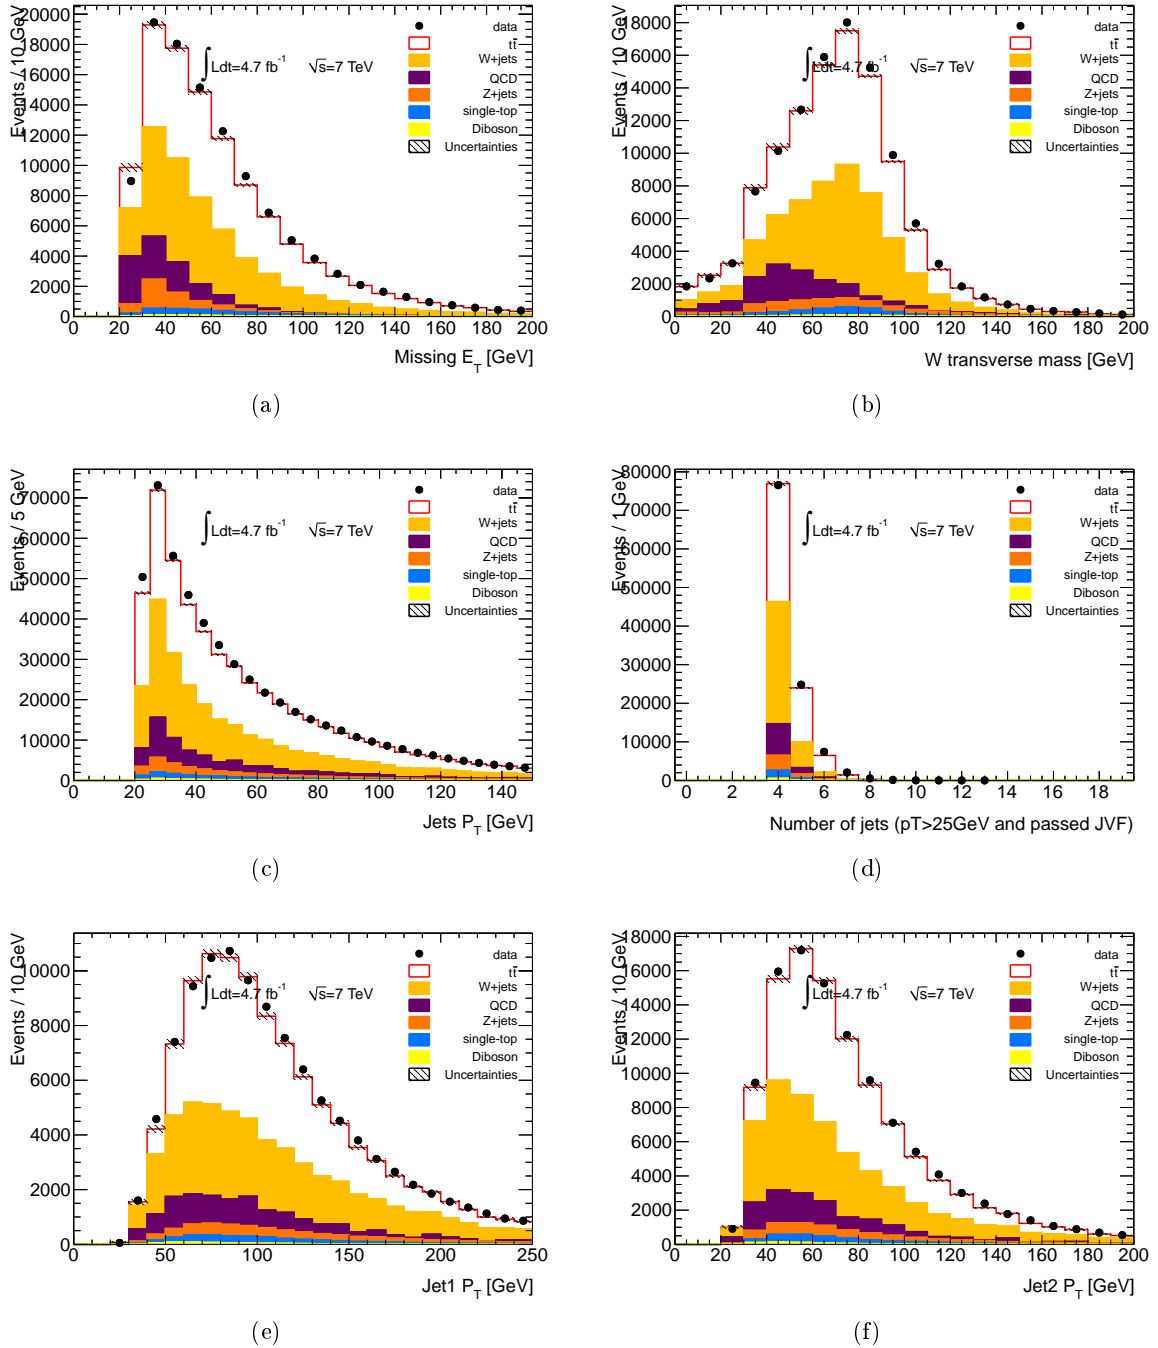 Events / 10 GeV
20000
18000
16000
14000
12000
10000
8000
6000
4000
2000
0
∫ Ldt=4.7 fb⁻¹ √s=7 TeV
data
tt̄
W+jets
QCD
Z+jets
single-top
Diboson
Uncertainties
0 20 40 60 80 100 120 140 160 180 200
Missing E_T [GeV]
(a)
Events / 10 GeV
18000
16000
14000
12000
10000
8000
6000
4000
2000
0
∫ Ldt=4.7 fb⁻¹ √s=7 TeV
data
tt̄
W+jets
QCD
Z+jets
single-top
Diboson
Uncertainties
0 20 40 60 80 100 120 140 160 180 200
W transverse mass [GeV]
(b)
Events / 5 GeV
70000
60000
50000
40000
30000
20000
10000
0
∫ Ldt=4.7 fb⁻¹ √s=7 TeV
data
tt̄
W+jets
QCD
Z+jets
single-top
Diboson
Uncertainties
0 20 40 60 80 100 120 140
Jets P_T [GeV]
(c)
Events / 1 GeV
80000
70000
60000
50000
40000
30000
20000
10000
0
∫ Ldt=4.7 fb⁻¹ √s=7 TeV
data
tt̄
W+jets
QCD
Z+jets
single-top
Diboson
Uncertainties
0 2 4 6 8 10 12 14 16 18
Number of jets (pT>25GeV and passed JVF)
(d)
Events / 10 GeV
10000
8000
6000
4000
2000
0
∫ Ldt=4.7 fb⁻¹ √s=7 TeV
data
tt̄
W+jets
QCD
Z+jets
single-top
Diboson
Uncertainties
0 50 100 150 200 250
Jet1 P_T [GeV]
(e)
Events / 10 GeV
18000
16000
14000
12000
10000
8000
6000
4000
2000
0
∫ Ldt=4.7 fb⁻¹ √s=7 TeV
data
tt̄
W+jets
QCD
Z+jets
single-top
Diboson
Uncertainties
0 20 40 60 80 100 120 140 160 180 200
Jet2 P_T [GeV]
(f)